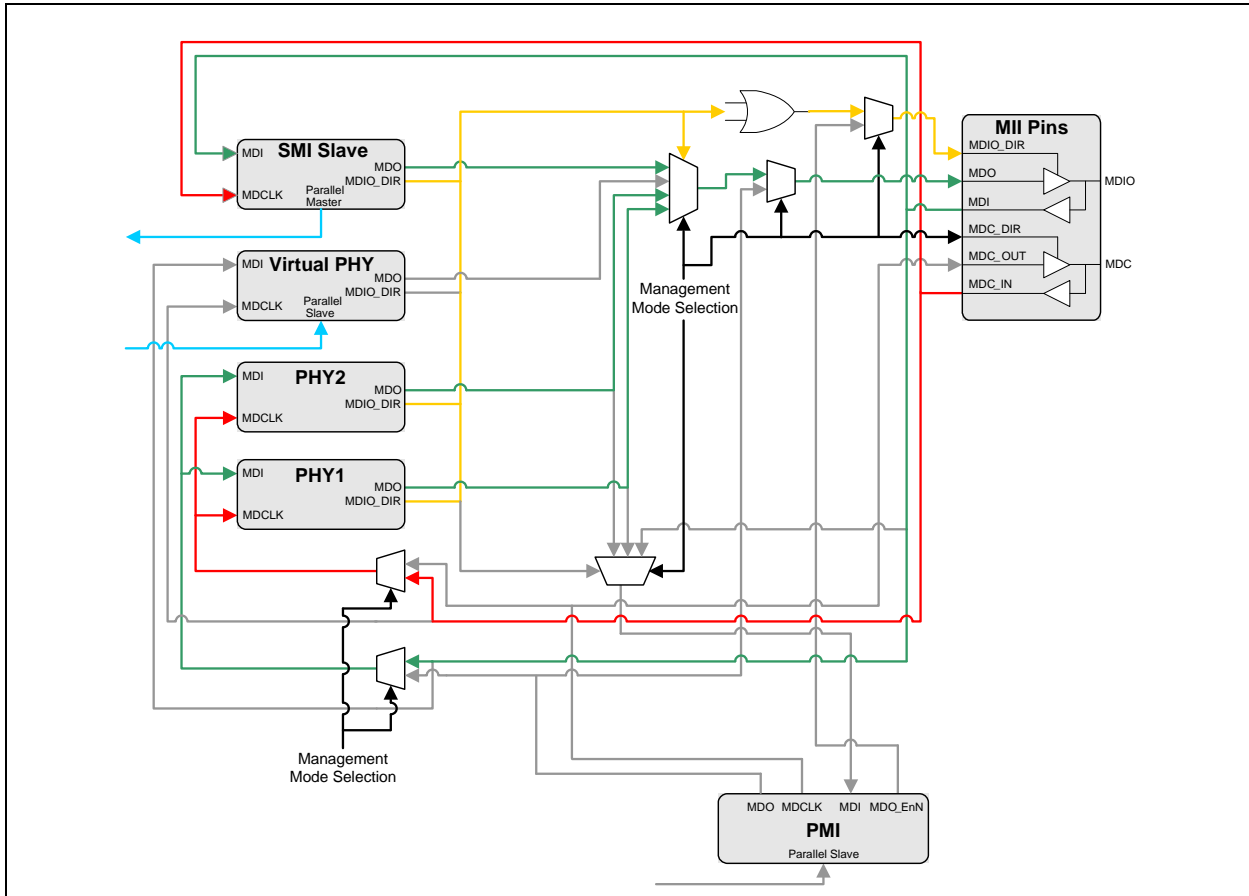 SMI Slave
MDI
MDCLK
MDO
MDIO_DIR
Parallel
Master
Virtual PHY
MDI
MDCLK
MDO
MDIO_DIR
Parallel
Slave
PHY2
MDI
MDCLK
MDO
MDIO_DIR
PHY1
MDI
MDCLK
MDO
MDIO_DIR
Management
Mode Selection
MII Pins
MDIO_DIR
MDO
MDI
MDC_DIR
MDC_OUT
MDC_IN
MDIO
MDC
Management
Mode Selection
MDO MDCLK MDI MDO_EnN
PMI
Parallel Slave